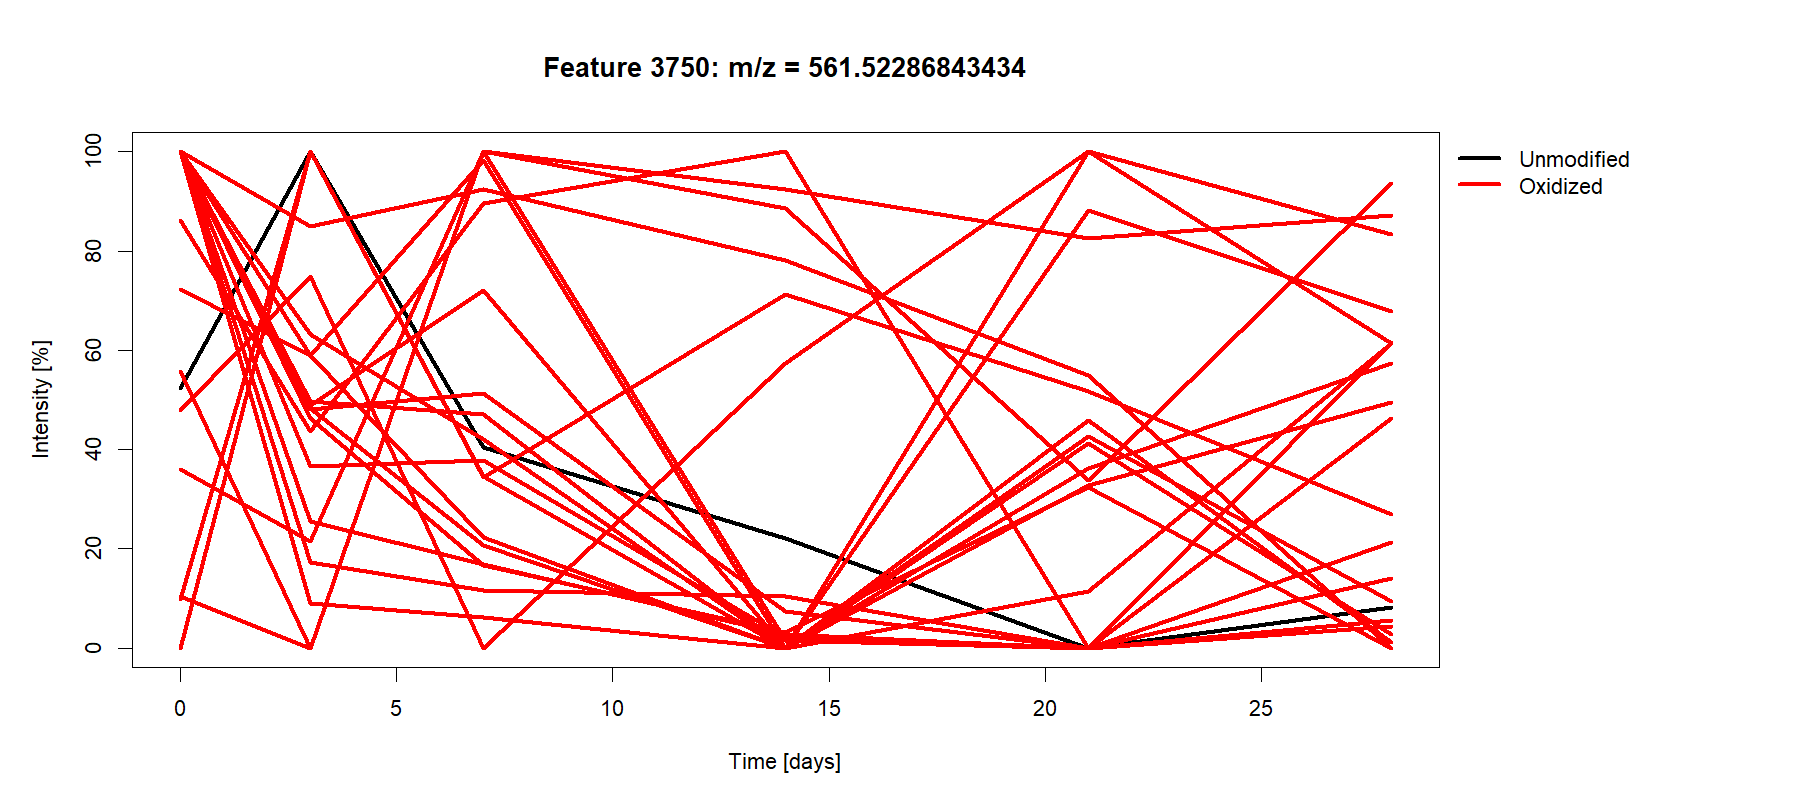 Feature 3750: m/z = 561.52286843434
Unmodified
Oxidized
Intensity [%]
100
80
60
40
20
0
0 5 10 15 20 25
Time [days]